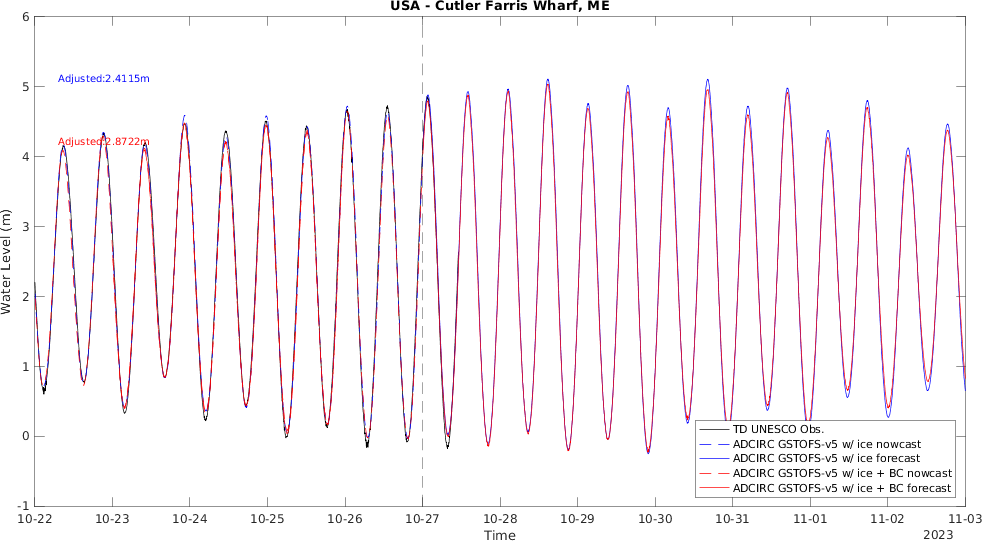 USA - Cutler Farris Wharf, ME
6
5
4
3
2
1
0
-1
Water Level (m)
Adjusted:2.4115m
Adjusted:2.8722m
TD UNESCO Obs.
ADCIRC GSTOFS-v5 w/ ice nowcast
ADCIRC GSTOFS-v5 w/ ice forecast
ADCIRC GSTOFS-v5 w/ ice + BC nowcast
ADCIRC GSTOFS-v5 w/ ice + BC forecast
10-22 10-23 10-24 10-25 10-26 10-27 10-28 10-29 10-30 10-31 11-01 11-02 11-03
Time
2023